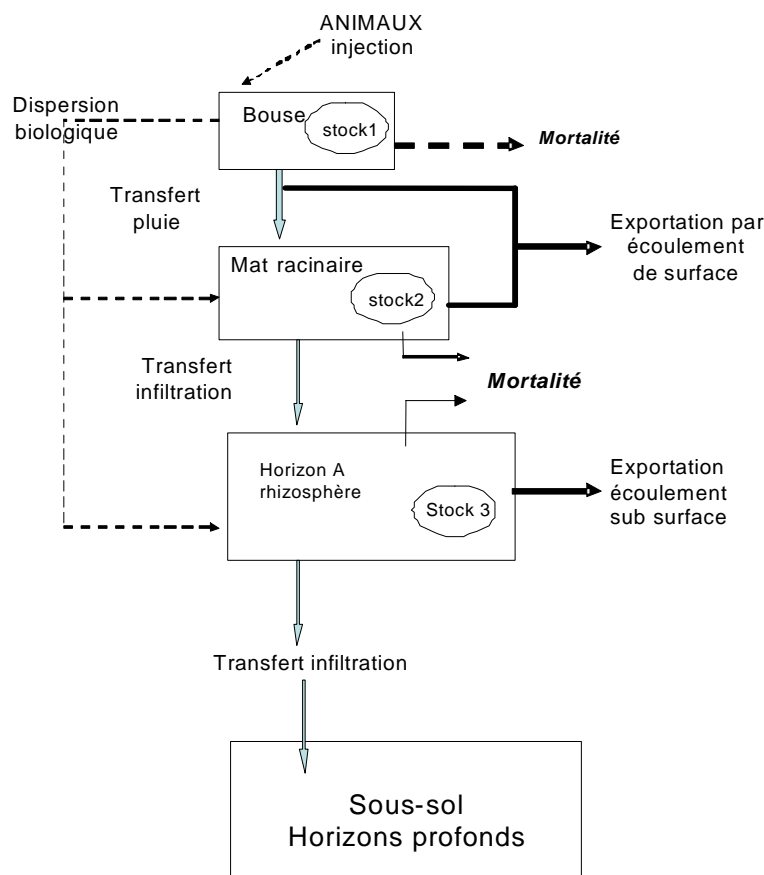 ANIMAUX
injection
Dispersion
biologique
Bouse
stock1
Mortalité
Transfert
pluie
Exportation par
écoulement
de surface
Mat racinaire
stock2
Transfert
infiltration
Mortalité
Horizon A
rhizosphère
Stock 3
Exportation
écoulement
sub surface
Transfert infiltration
Sous-sol
Horizons profonds